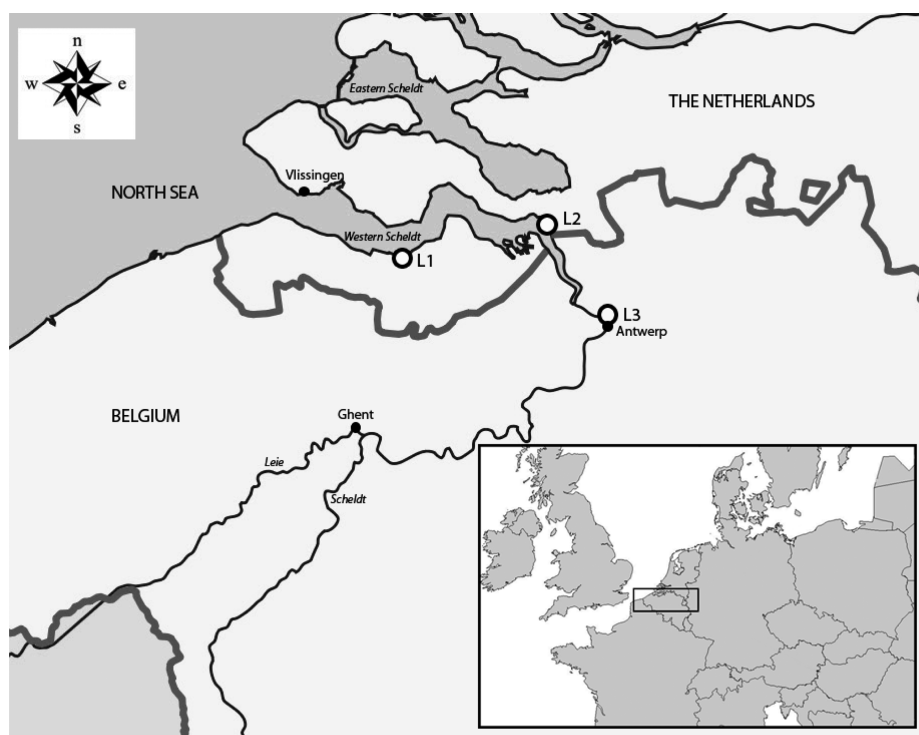 n
w e
s
Eastern Scheldt
THE NETHERLANDS
Vlissingen
NORTH SEA
L2
Western Scheldt
L1
L3
Antwerp
BELGIUM
Ghent
Leie
Scheldt